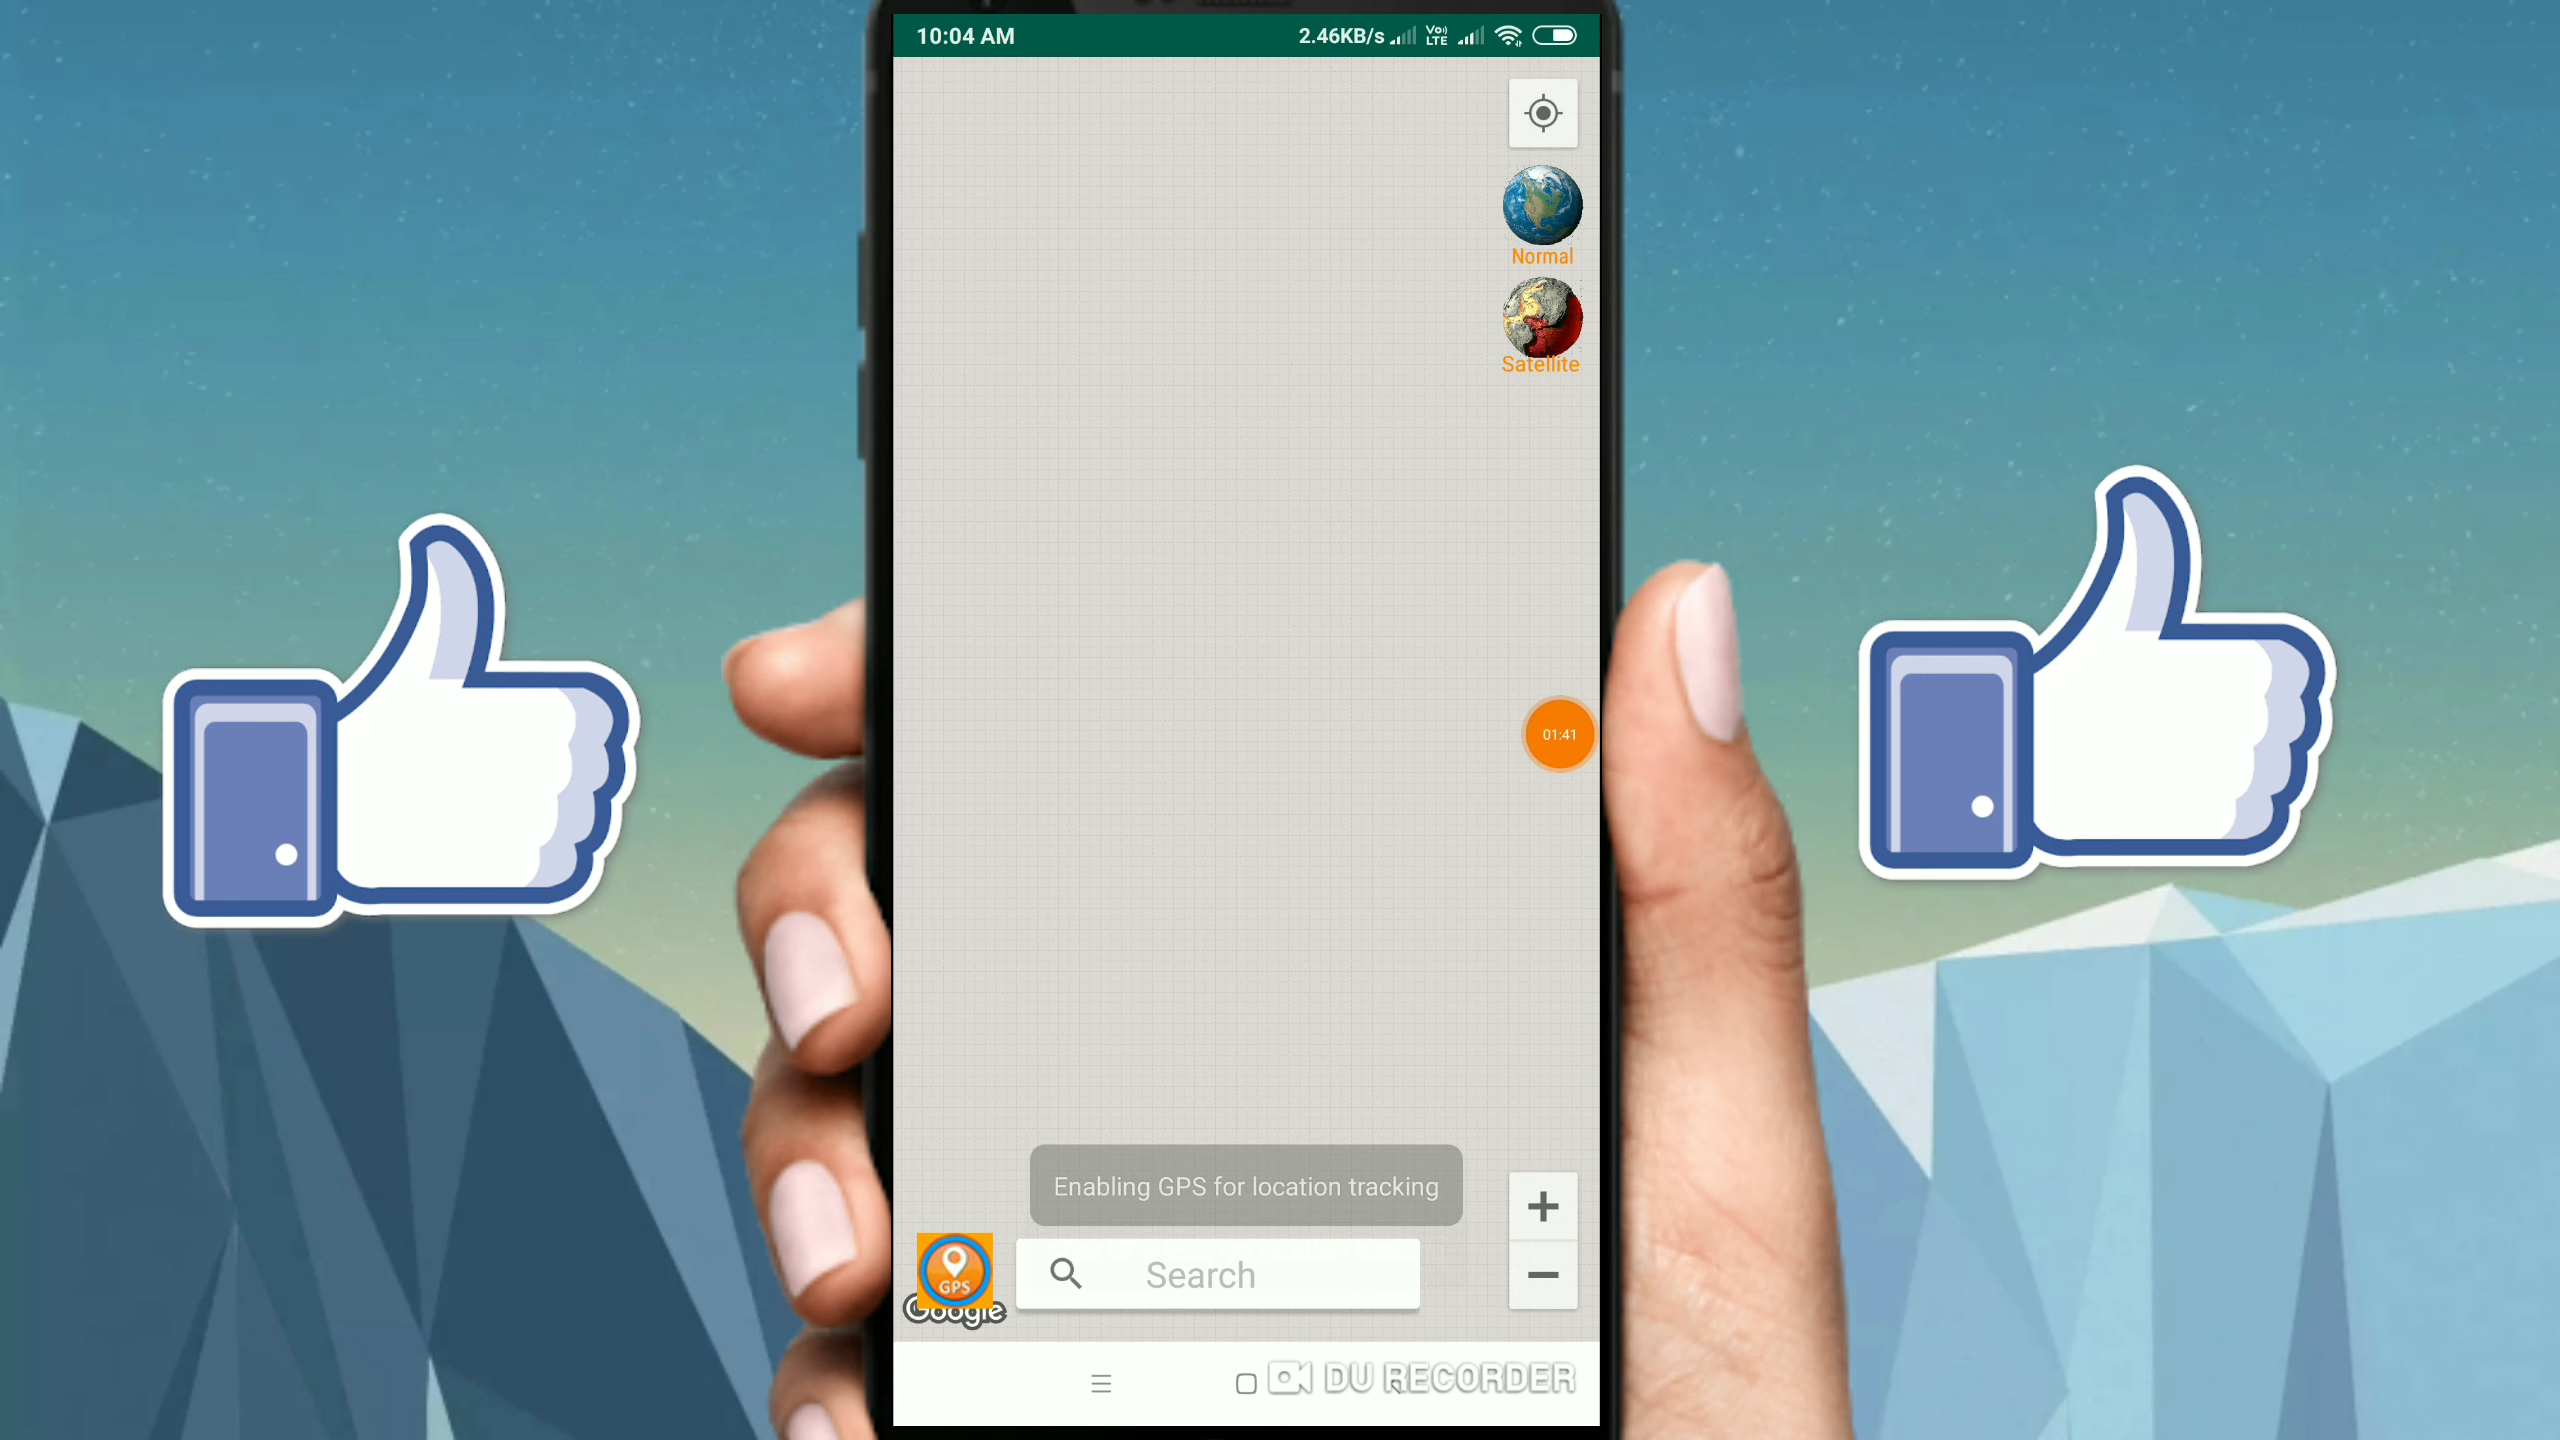 10:04 AM
2.46KB/s
Vo)) LTE
Normal
Satellite
01:41
Enabling GPS for location tracking
GPS
Search
Google
DU RECORDER